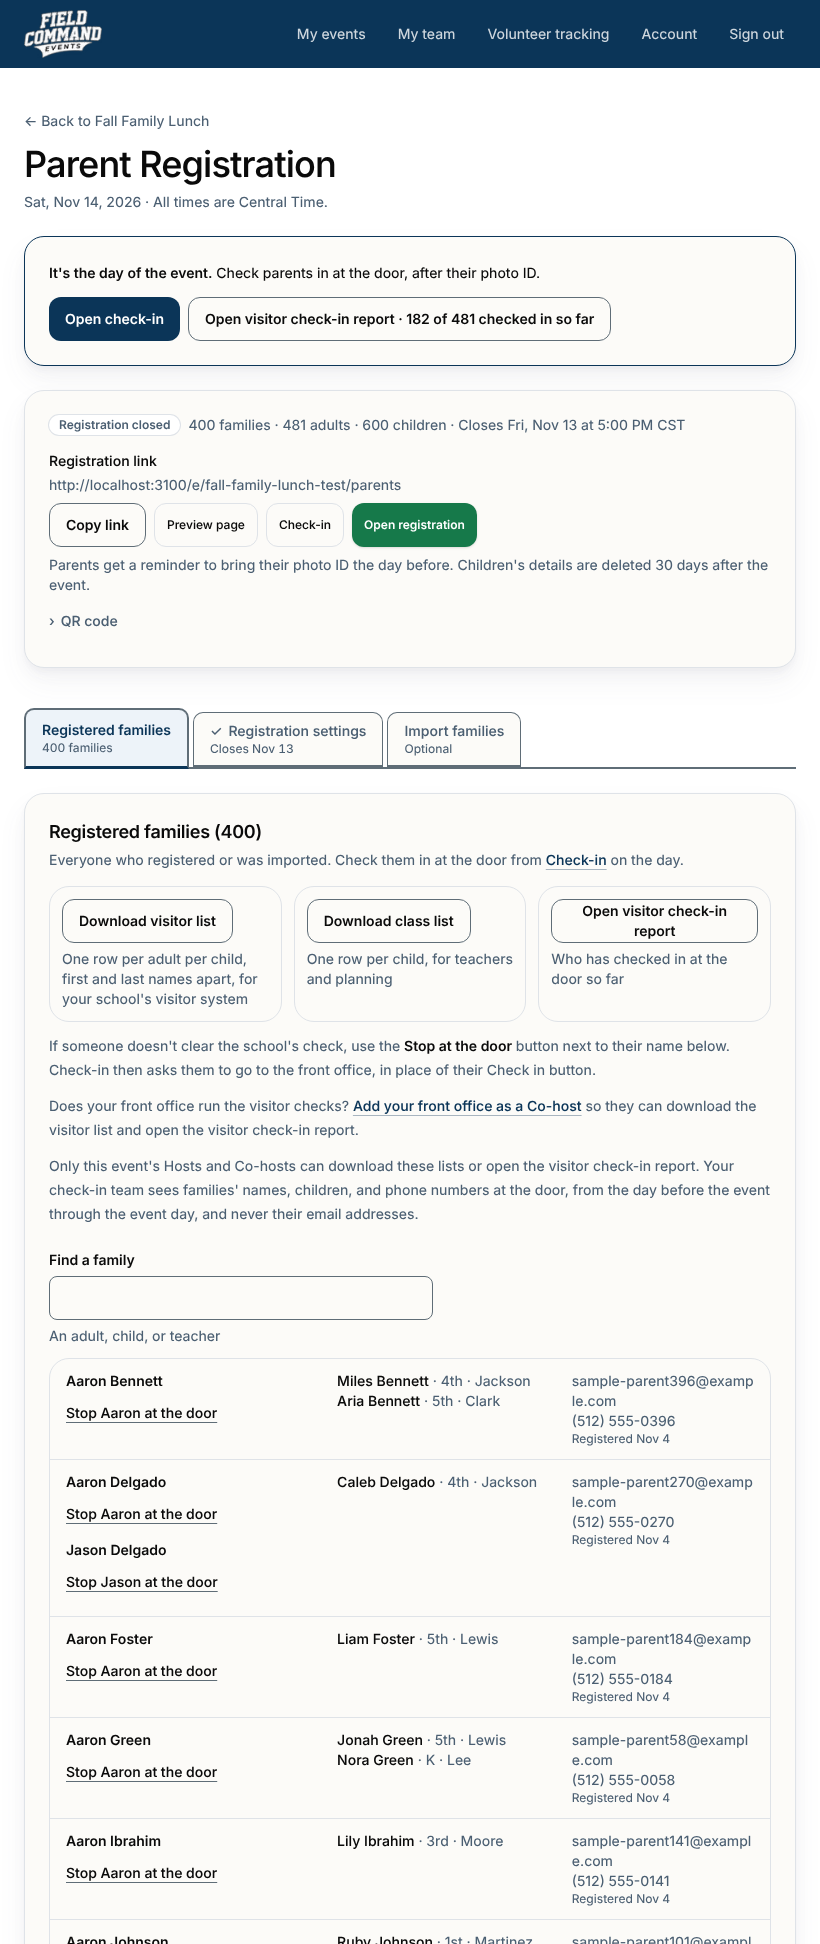 FIELD
COMMAND
EVENTS
My events
My team
Volunteer tracking
Account
Sign out
← Back to Fall Family Lunch
Parent Registration
Sat, Nov 14, 2026 · All times are Central Time.
It's the day of the event. Check parents in at the door, after their photo ID.
Open check-in
Open visitor check-in report · 182 of 481 checked in so far
Registration closed
400 families · 481 adults · 600 children · Closes Fri, Nov 13 at 5:00 PM CST
Registration link
http://localhost:3100/e/fall-family-lunch-test/parents
Copy link
Preview page
Check-in
Open registration
Parents get a reminder to bring their photo ID the day before. Children's details are deleted 30 days after the
event.
› QR code
Registered families
400 families
✓ Registration settings
Closes Nov 13
Import families
Optional
Registered families (400)
Everyone who registered or was imported. Check them in at the door from Check-in on the day.
Download visitor list
One row per adult per child,
first and last names apart, for
your school's visitor system
Download class list
One row per child, for teachers
and planning
Open visitor check-in
report
Who has checked in at the
door so far
If someone doesn't clear the school's check, use the Stop at the door button next to their name below.
Check-in then asks them to go to the front office, in place of their Check in button.
Does your front office run the visitor checks? Add your front office as a Co-host so they can download the
visitor list and open the visitor check-in report.
Only this event's Hosts and Co-hosts can download these lists or open the visitor check-in report. Your
check-in team sees families' names, children, and phone numbers at the door, from the day before the event
through the event day, and never their email addresses.
Find a family
An adult, child, or teacher
Aaron Bennett
Stop Aaron at the door
Miles Bennett · 4th · Jackson
Aria Bennett · 5th · Clark
sample-parent396@examp
le.com
(512) 555-0396
Registered Nov 4
Aaron Delgado
Stop Aaron at the door
Jason Delgado
Stop Jason at the door
Caleb Delgado · 4th · Jackson
sample-parent270@examp
le.com
(512) 555-0270
Registered Nov 4
Aaron Foster
Stop Aaron at the door
Liam Foster · 5th · Lewis
sample-parent184@examp
le.com
(512) 555-0184
Registered Nov 4
Aaron Green
Stop Aaron at the door
Jonah Green · 5th · Lewis
Nora Green · K · Lee
sample-parent58@exampl
e.com
(512) 555-0058
Registered Nov 4
Aaron Ibrahim
Stop Aaron at the door
Lily Ibrahim · 3rd · Moore
sample-parent141@exampl
e.com
(512) 555-0141
Registered Nov 4
Aaron Johnson
Ruby Johnson · 1st · Martinez
sample-parent101@exampl